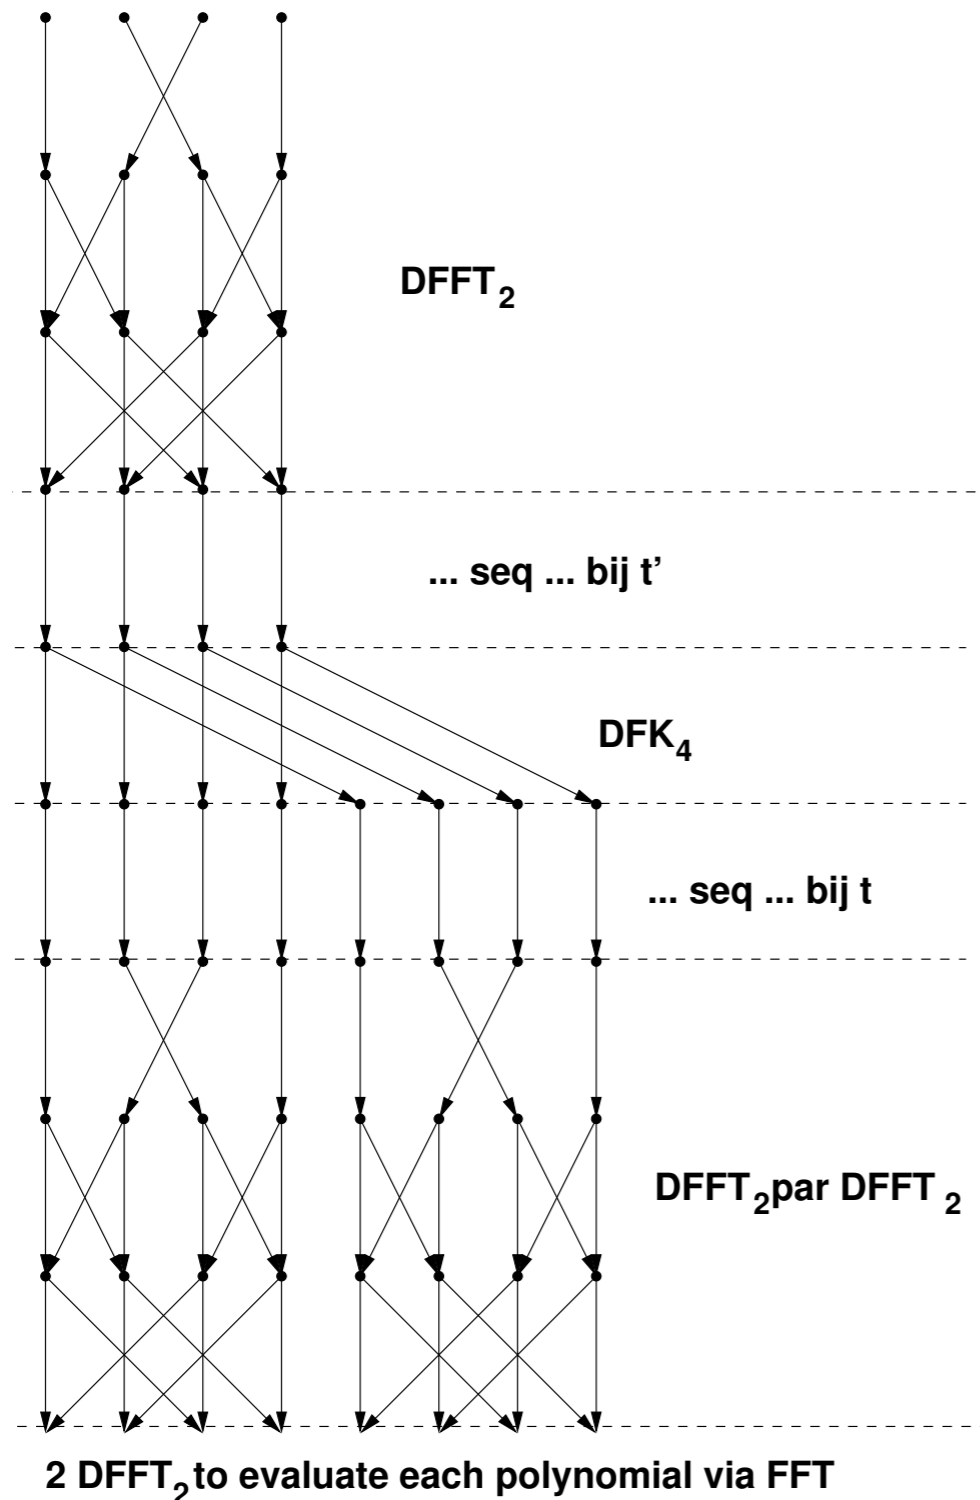 DFFT₂
... seq ... bij t’
DFK₄
... seq ... bij t
DFFT₂par DFFT ₂
2 DFFT₂ to evaluate each polynomial via FFT